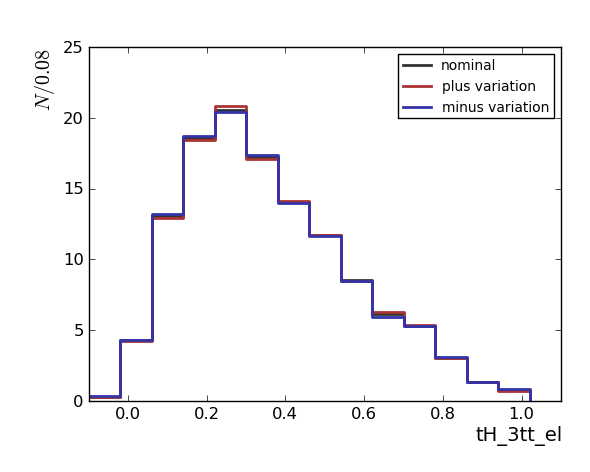 N/0.08
25
20
15
10
5
0
nominal
plus variation
minus variation
0.0 0.2 0.4 0.6 0.8 1.0
tH_3tt_el